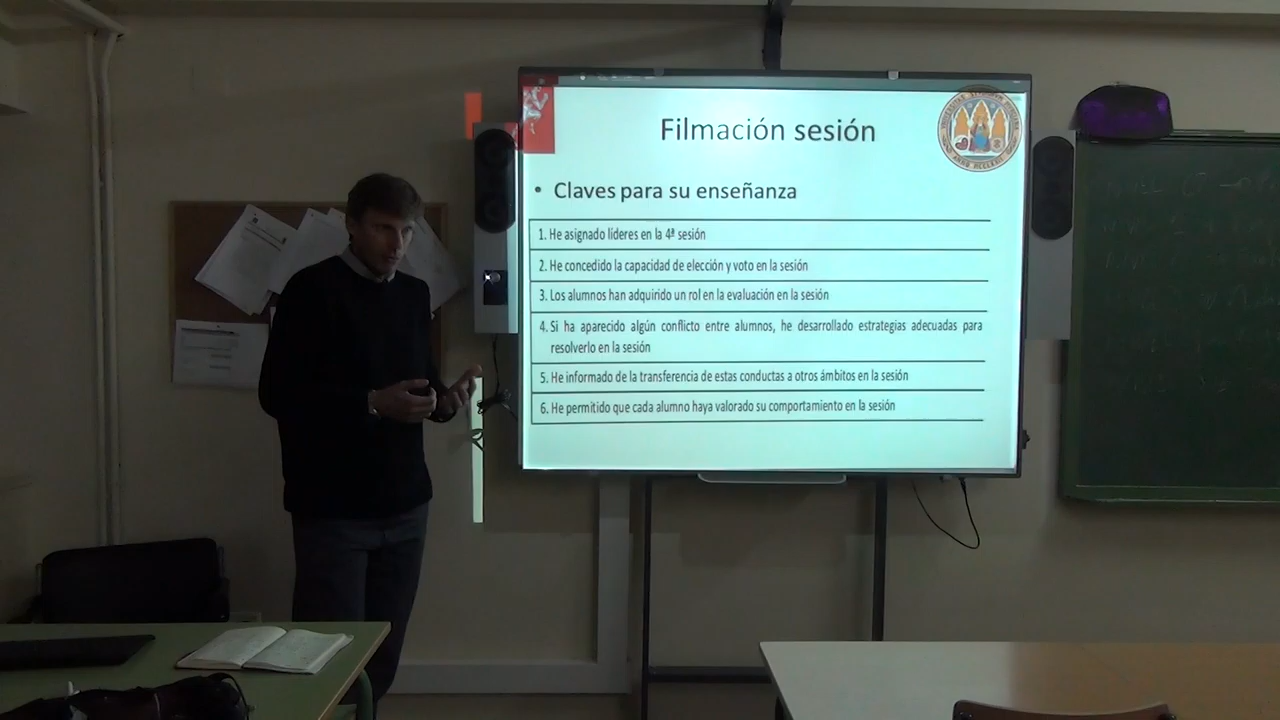 Filmación sesión
• Claves para su enseñanza
1. He asignado líderes en la 4ª sesión
2. He concedido la capacidad de elección y voto en la sesión
3. Los alumnos han adquirido un rol en la evaluación en la sesión
4. Si ha aparecido algún conflicto entre alumnos, he desarrollado estrategias adecuadas para
resolverlo en la sesión
5. He informado de la transferencia de estas conductas a otros ámbitos en la sesión
6. He permitido que cada alumno haya valorado su comportamiento en la sesión